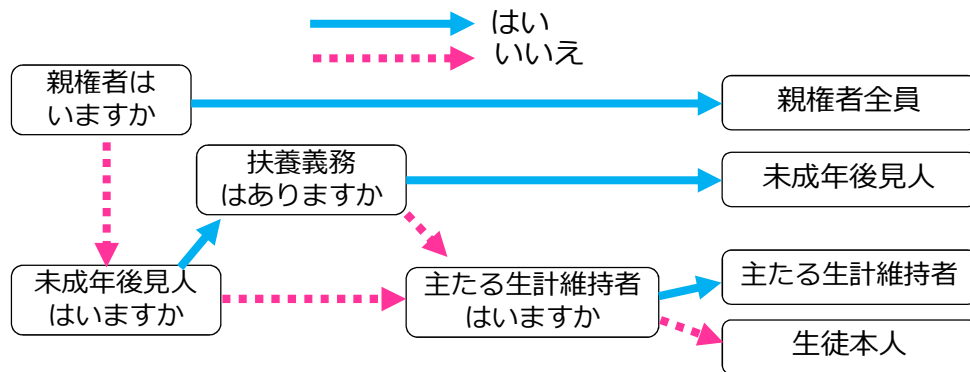 はい
いいえ
親権者は
いますか
親権者全員
扶養義務
はありますか
未成年後見人
未成年後見人
はいますか
主たる生計維持者
はいますか
主たる生計維持者
生徒本人